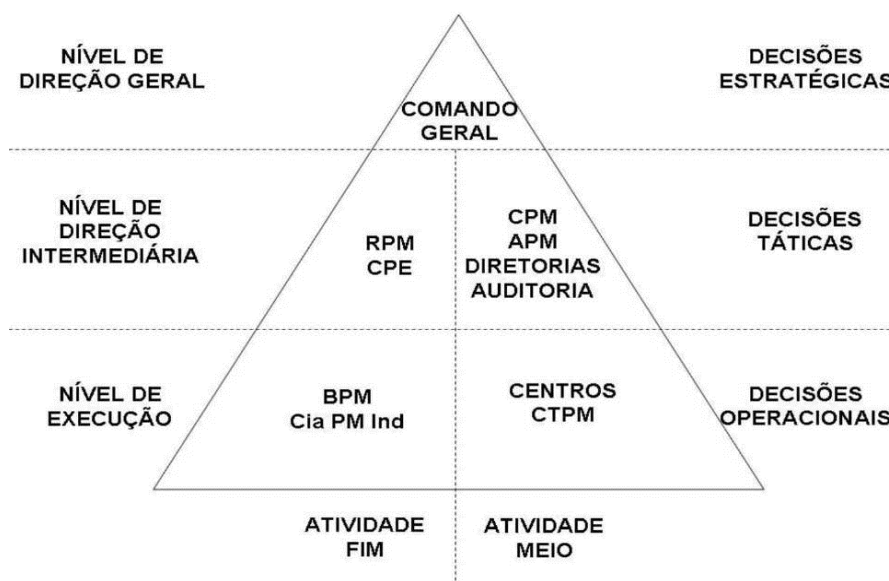 NÍVEL DE
DIREÇÃO GERAL
COMANDO
GERAL
DECISÕES
ESTRATÉGICAS
NÍVEL DE
DIREÇÃO
INTERMEDIÁRIA
RPM
CPE
CPM
APM
DIRETORIAS
AUDITORIA
DECISÕES
TÁTICAS
NÍVEL DE
EXECUÇÃO
BPM
Cia PM Ind
CENTROS
CTPM
DECISÕES
OPERACIONAIS
ATIVIDADE
FIM
ATIVIDADE
MEIO